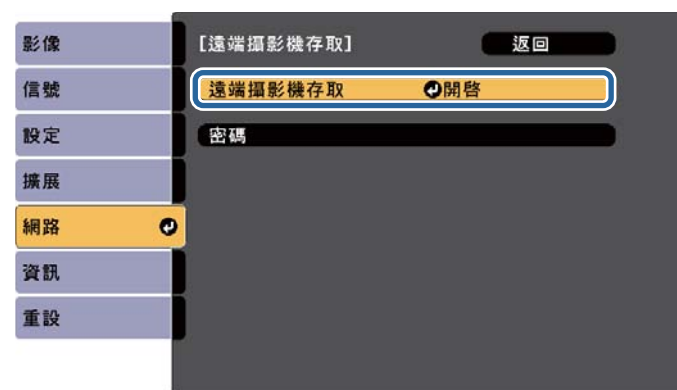 影像
信號
設定
擴展
網路
資訊
重設
[遠端攝影機存取]
返回
遠端攝影機存取 開啓
密碼